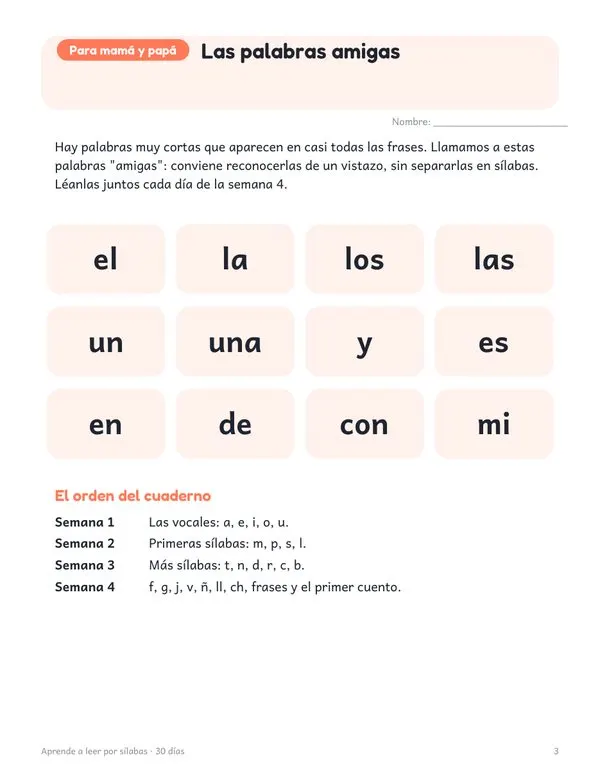 Para mamá y papá Las palabras amigas
Nombre: ____________________________
Hay palabras muy cortas que aparecen en casi todas las frases. Llamamos a estas
palabras "amigas": conviene reconocerlas de un vistazo, sin separarlas en sílabas.
Léanlas juntos cada día de la semana 4.
el la los las
un una y es
en de con mi
El orden del cuaderno
Semana 1 Las vocales: a, e, i, o, u.
Semana 2 Primeras sílabas: m, p, s, l.
Semana 3 Más sílabas: t, n, d, r, c, b.
Semana 4 f, g, j, v, ñ, ll, ch, frases y el primer cuento.
Aprende a leer por sílabas · 30 días 3